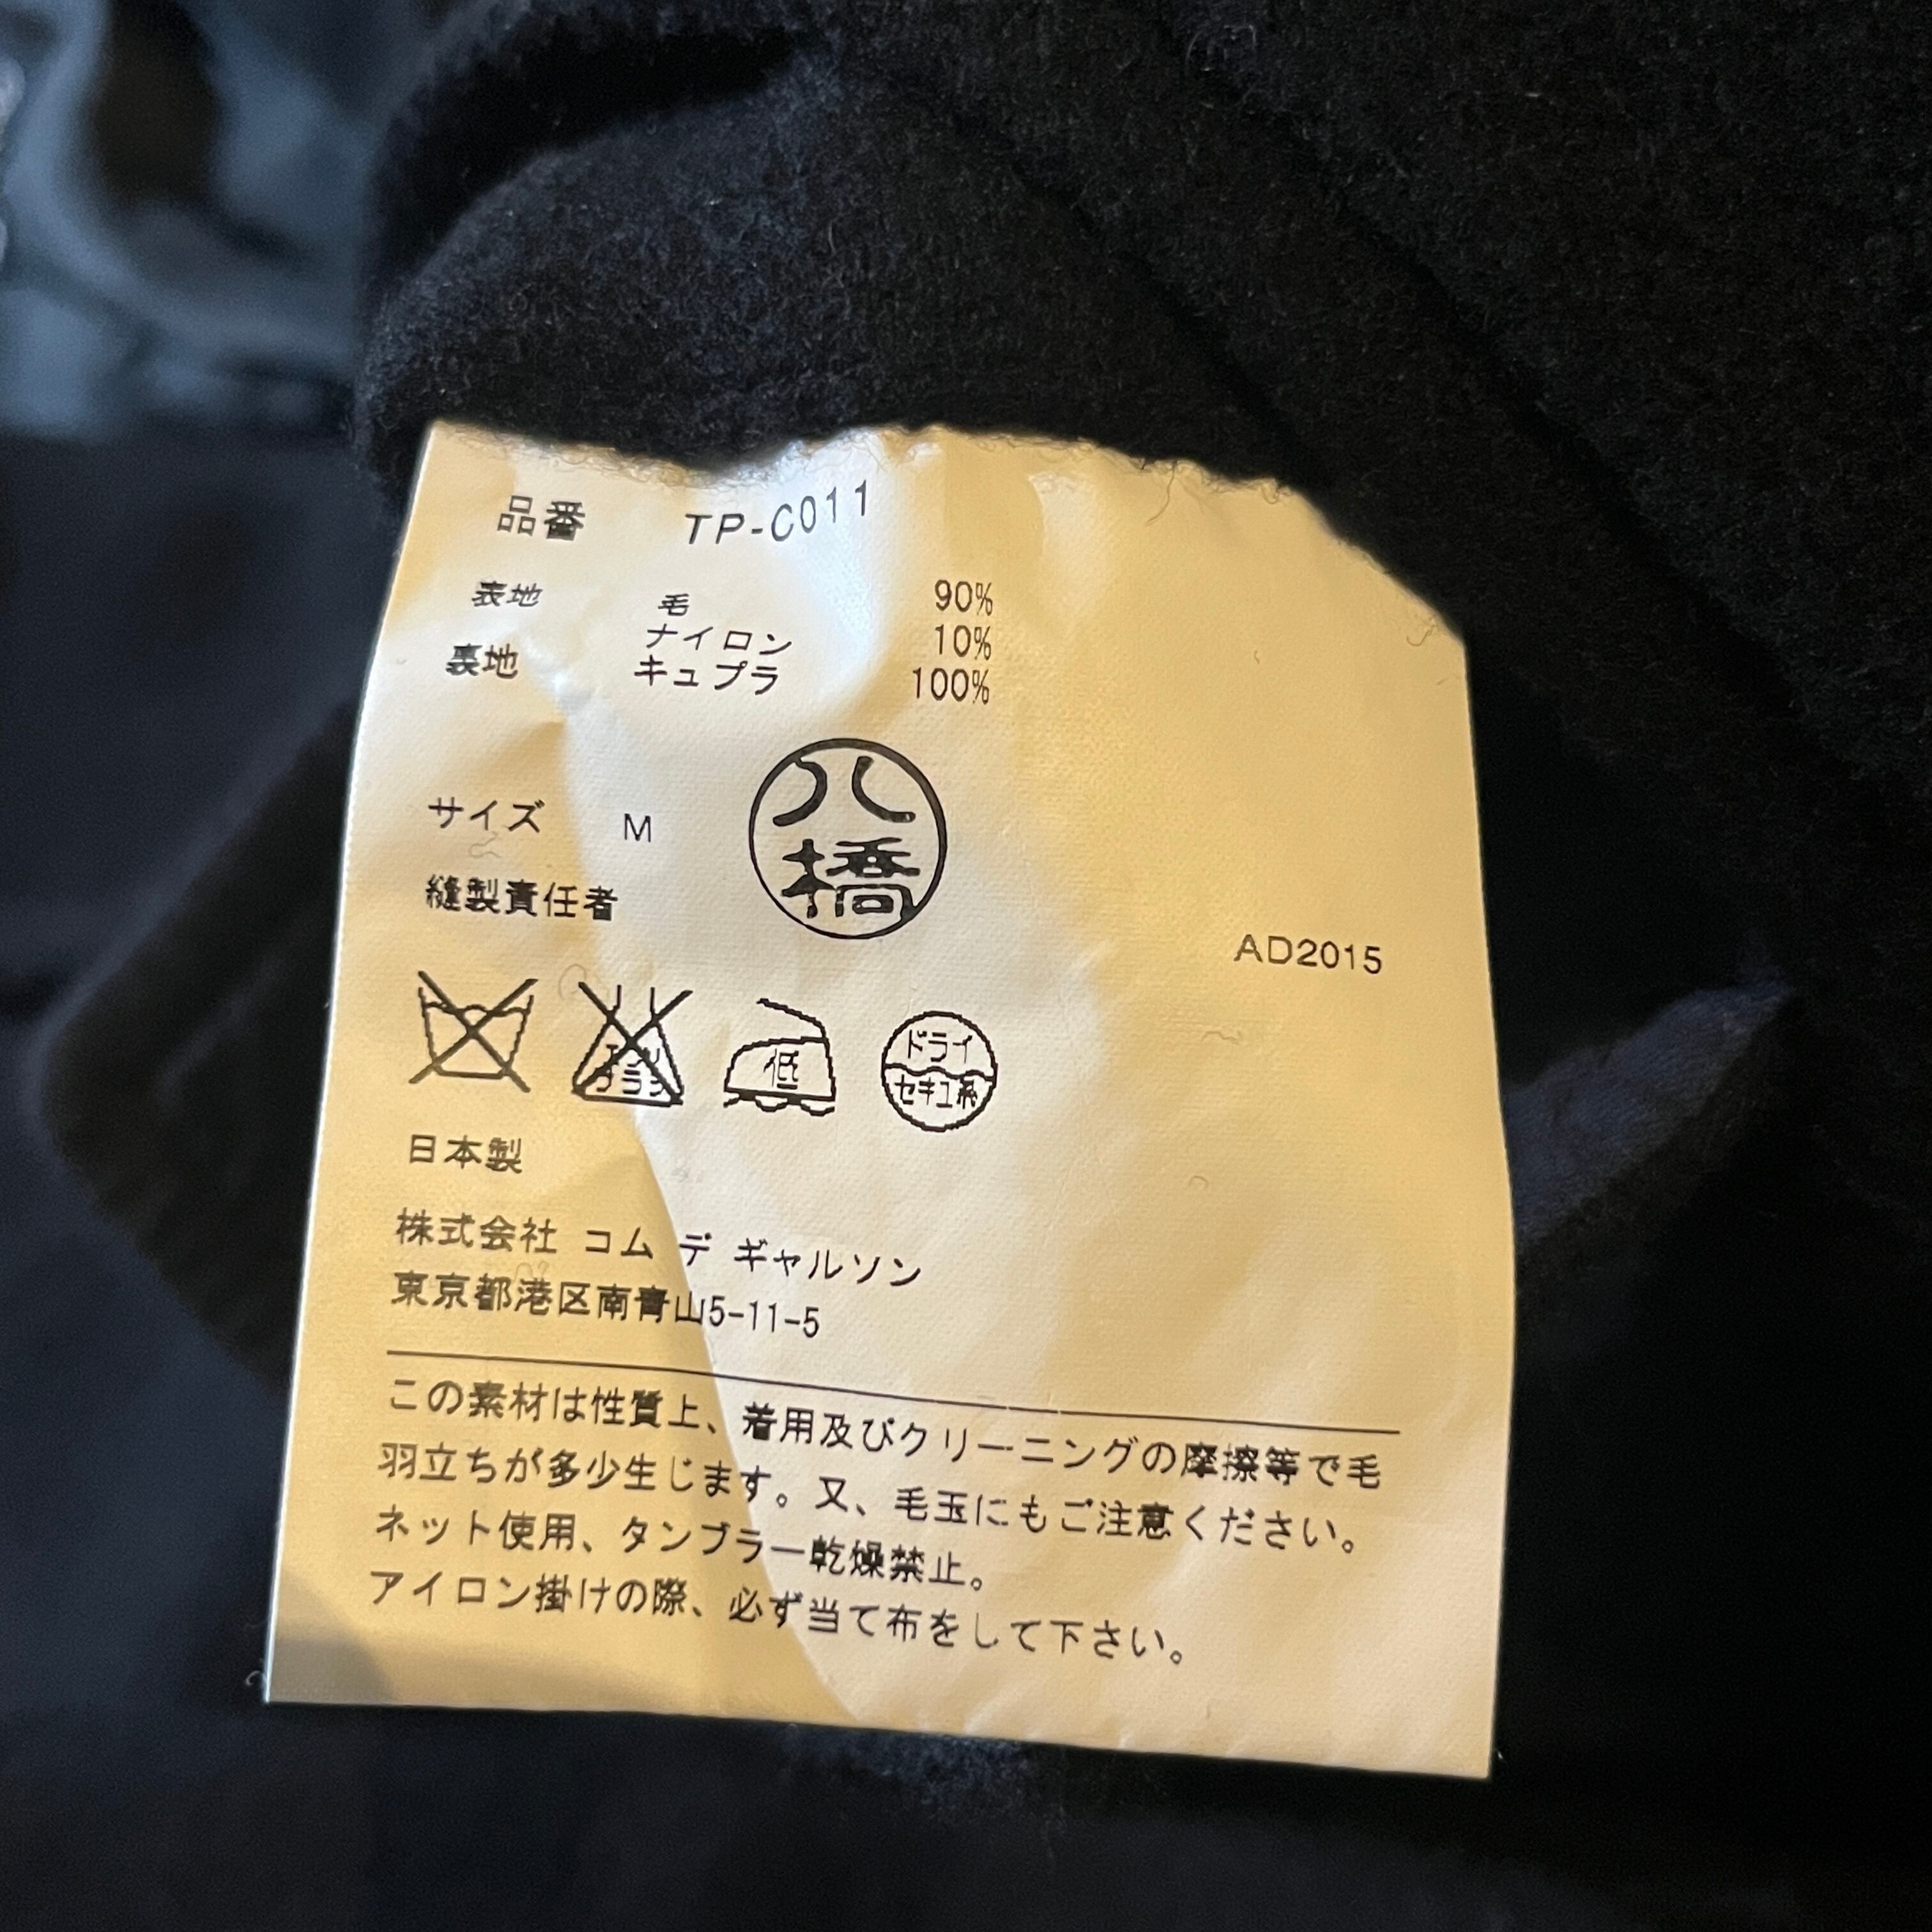 品番 TP-C011
表地 毛 90%
ナイロン 10%
裏地 キュプラ 100%
サイズ M
八橋
縫製責任者
AD2015
エンソ
サラシ
低
ドライ
セキユ系
日本製
株式会社 コム デ ギャルソン
東京都港区南青山5-11-5
この素材は性質上、着用及びクリーニングの摩擦等で毛
羽立ちが多少生じます。又、毛玉にもご注意ください。
ネット使用、タンブラー乾燥禁止。
アイロン掛けの際、必ず当て布をして下さい。